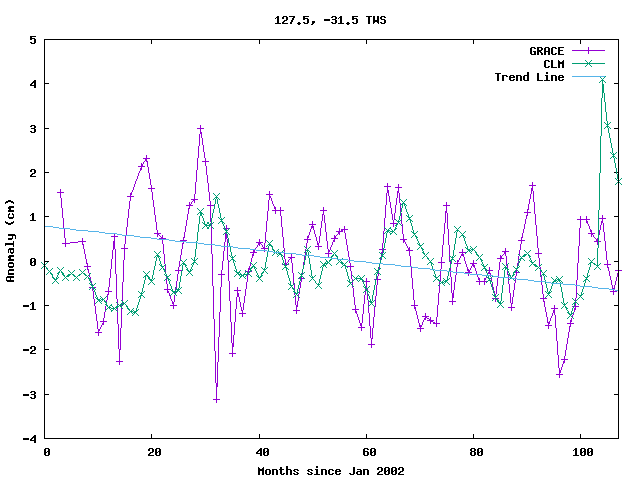 127.5, -31.5 TWS
GRACE
CLM
Trend Line
Anomaly (cm)
5
4
3
2
1
0
-1
-2
-3
-4
0 20 40 60 80 100
Months since Jan 2002